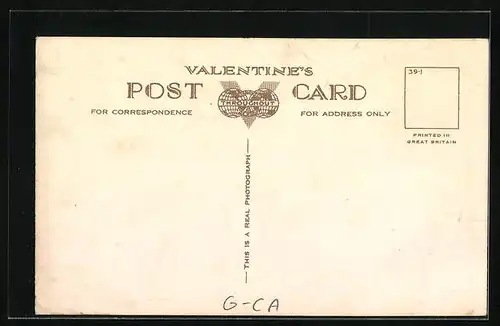 VALENTINE'S
POST CARD
THROUGHOUT
FOR CORRESPONDENCE
FOR ADDRESS ONLY
39-1
PRINTED IN
GREAT BRITAIN
THIS IS A REAL PHOTOGRAPH
G-CA